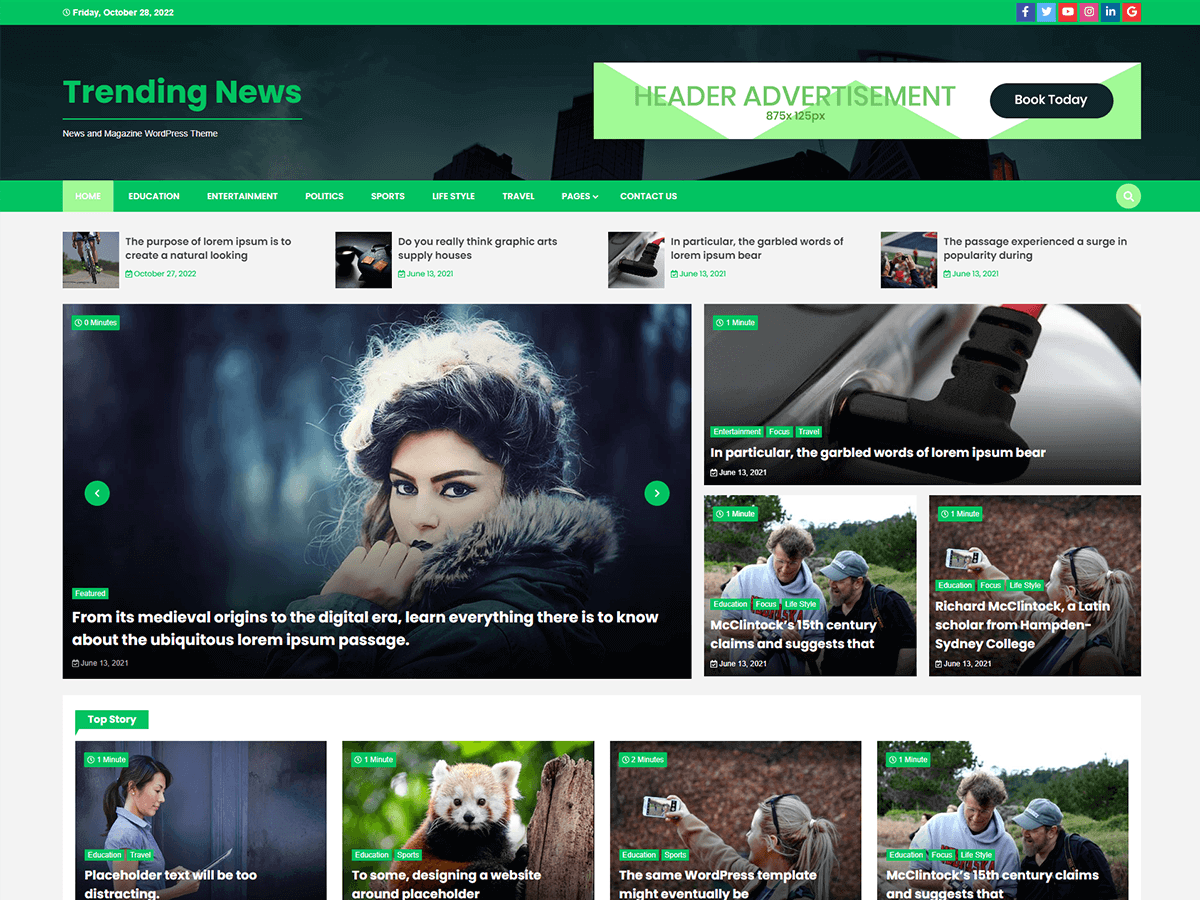 Friday, October 28, 2022
Trending News
News and Magazine WordPress Theme
HEADER ADVERTISEMENT
875x 125px
Book Today
HOME
EDUCATION
ENTERTAINMENT
POLITICS
SPORTS
LIFE STYLE
TRAVEL
PAGES
CONTACT US
The purpose of lorem ipsum is to
create a natural looking
October 27, 2022
Do you really think graphic arts
supply houses
June 13, 2021
In particular, the garbled words of
lorem ipsum bear
June 13, 2021
The passage experienced a surge in
popularity during
June 13, 2021
0 Minutes
Featured
From its medieval origins to the digital era, learn everything there is to know
about the ubiquitous lorem ipsum passage.
June 13, 2021
1 Minute
Entertainment Focus Travel
In particular, the garbled words of lorem ipsum bear
June 13, 2021
1 Minute
Education Focus Life Style
McClintock's 15th century
claims and suggests that
June 13, 2021
1 Minute
Education Focus Life Style
Richard McClintock, a Latin
scholar from Hampden-
Sydney College
June 13, 2021
Top Story
1 Minute
Education Travel
Placeholder text will be too
distracting.
1 Minute
Education Sports
To some, designing a website
around placeholder
2 Minutes
Education Sports
The same WordPress template
might eventually be
1 Minute
Education Focus Life Style
McClintock's 15th century claims
and suggests that